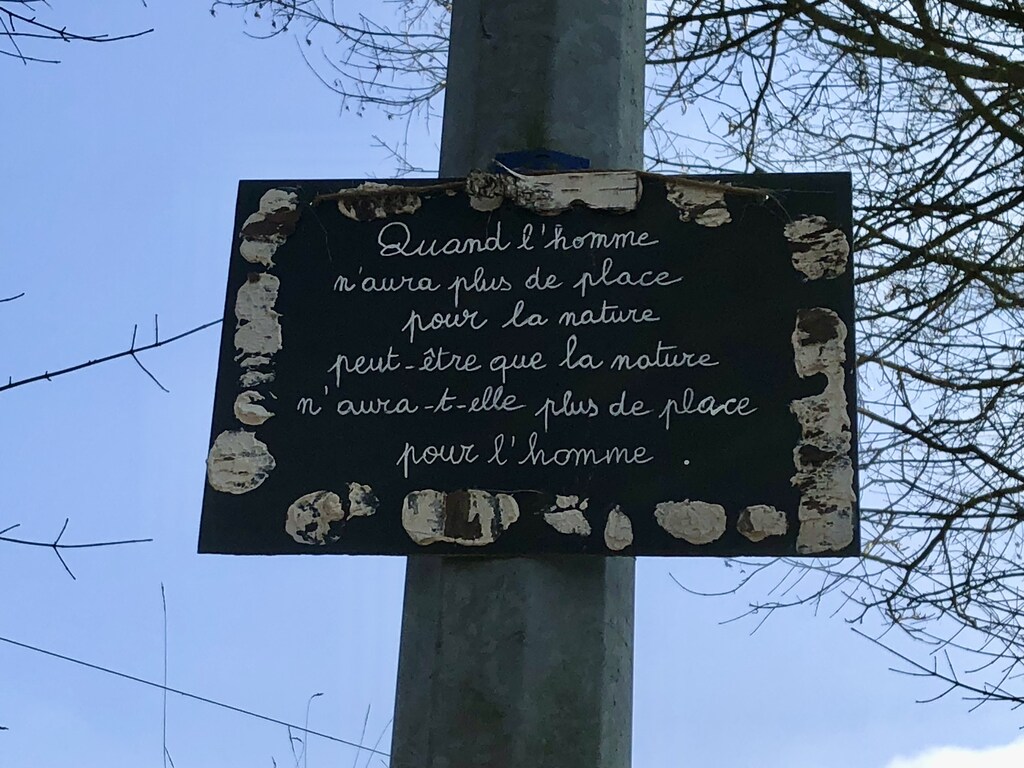 Quand l'homme
n'aura plus de place
pour la nature
peut-être que la nature
n'aura-t-elle plus de place
pour l'homme .